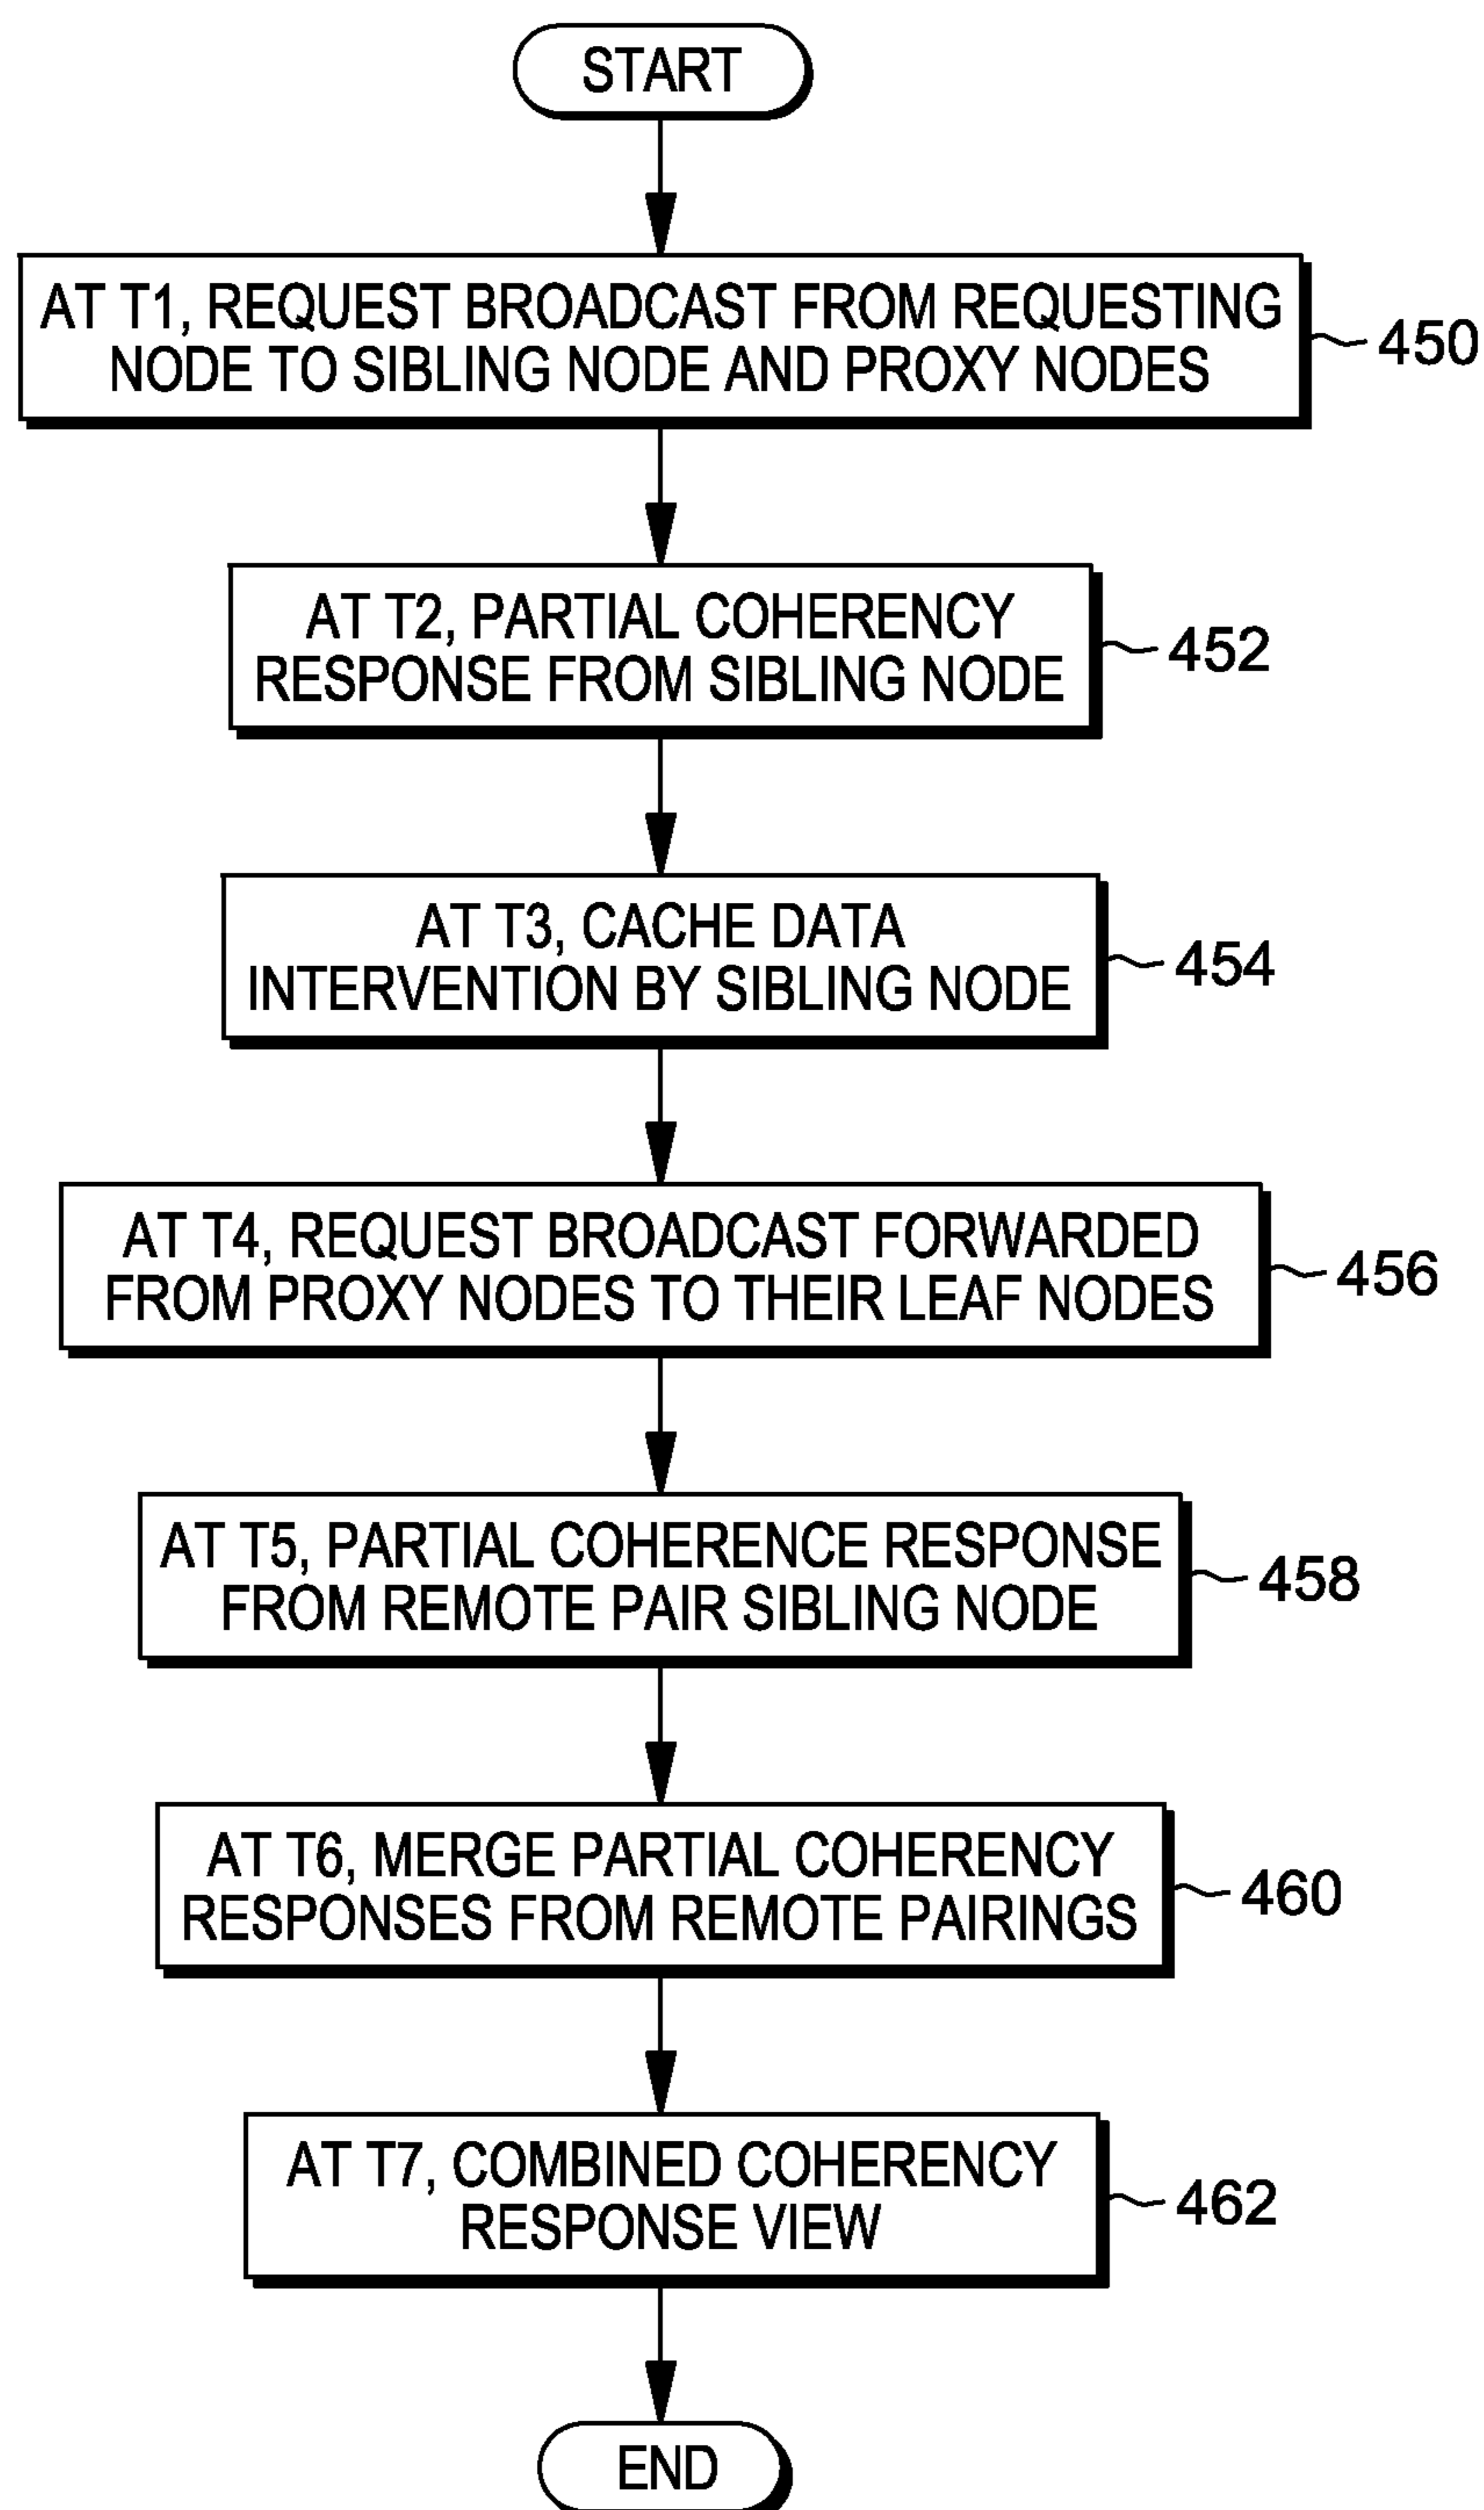 START
AT T1, REQUEST BROADCAST FROM REQUESTING
NODE TO SIBLING NODE AND PROXY NODES
450
AT T2, PARTIAL COHERENCY
RESPONSE FROM SIBLING NODE
452
AT T3, CACHE DATA
INTERVENTION BY SIBLING NODE
454
AT T4, REQUEST BROADCAST FORWARDED
FROM PROXY NODES TO THEIR LEAF NODES
456
AT T5, PARTIAL COHERENCE RESPONSE
FROM REMOTE PAIR SIBLING NODE
458
AT T6, MERGE PARTIAL COHERENCY
RESPONSES FROM REMOTE PAIRINGS
460
AT T7, COMBINED COHERENCY
RESPONSE VIEW
462
END